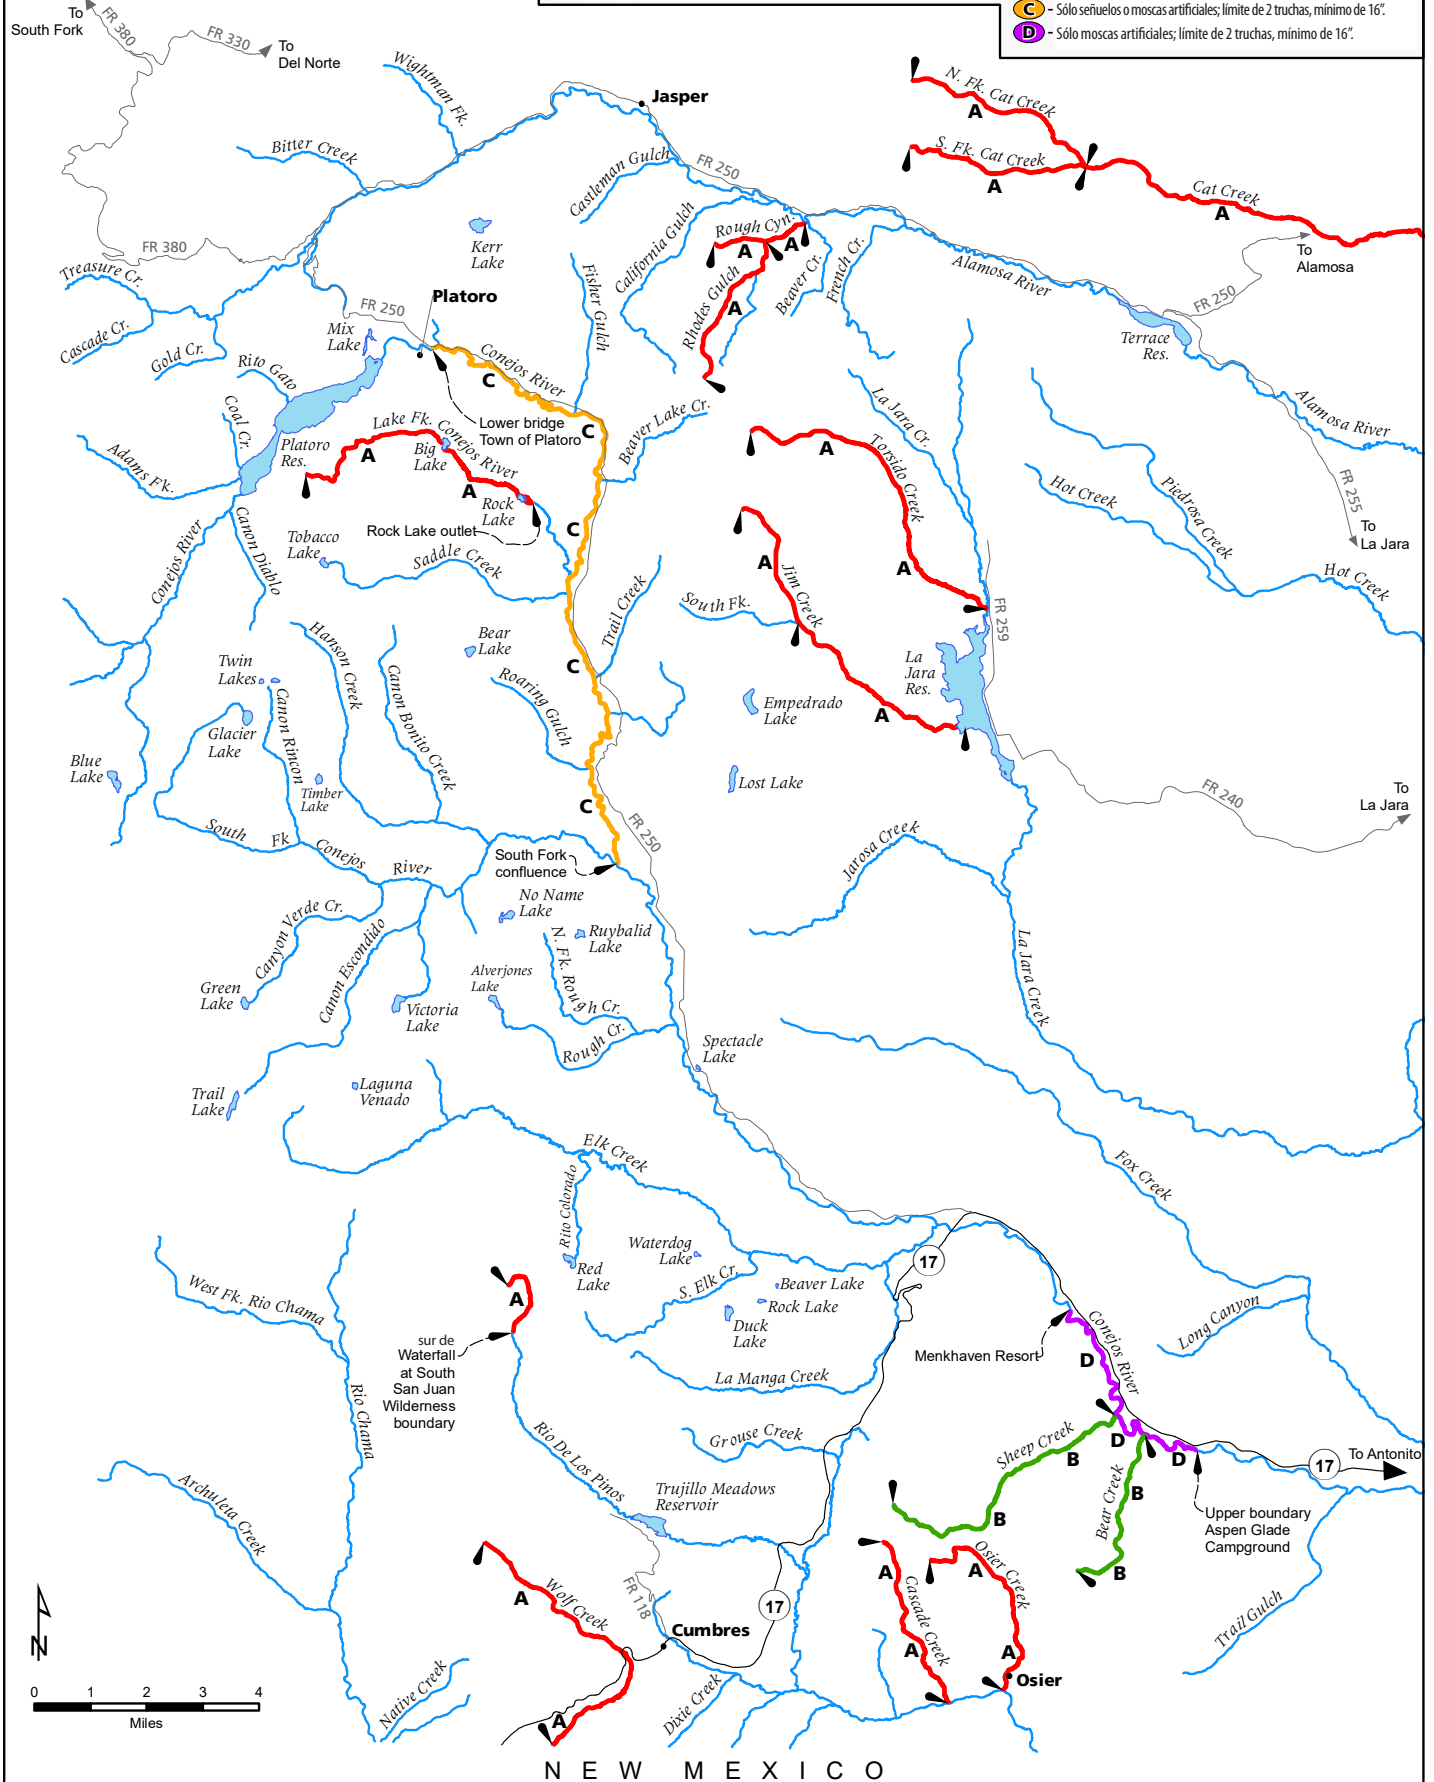 C - Sólo señuelos o moscas artificiales; límite de 2 truchas, mínimo de 16”.
D - Sólo moscas artificiales; límite de 2 truchas, mínimo de 16”.
To
South Fork
FR 380
FR 330
To
Del Norte
Wightman Fk.
Jasper
N. Fk. Cat Creek
A
S. Fk. Cat Creek
A
Cat Creek
A
Bitter Creek
Castleman Gulch
FR 250
FR 380
Kerr
Lake
California Gulch
Rough Cyn.
A
A
Rhodes Gulch
A
Beaver Cr.
French Cr.
Alamosa River
To
Alamosa
FR 250
Treasure Cr.
Cascade Cr.
Gold Cr.
FR 250
Platoro
Mix
Lake
Fisher Gulch
Terrace
Res.
Rito Gato
Conejos River
C
Coal Cr.
Platoro
Res.
Lake Fk. Conejos River
A
Big
Lake
A
Rock
Lake
Rock Lake outlet
Lower bridge
Town of Platoro
C
Beaver Lake Cr.
La Jara Cr.
Torsido Creek
A
A
Alamosa River
FR 255
To
La Jara
Piedrosa Creek
Hot Creek
Hot Creek
Adams Fk.
Conejos River
Canon Diablo
Tobacco
Lake
Saddle Creek
C
Trail Creek
South Fk.
A
Jim Creek
A
FR 259
La
Jara
Res.
Bear
Lake
C
Roaring Gulch
Twin
Lakes
Hanson Creek
Canon Bonito Creek
Canon Rincon
Glacier
Lake
Timber
Lake
Blue
Lake
Empedrado
Lake
Lost Lake
FR 240
To
La Jara
C
FR 250
South Fk Conejos River
South Fork
confluence
Jarosa Creek
La Jara Creek
Canyon Verde Cr.
Canon Escondido
Green
Lake
Victoria
Lake
No Name
Lake
Ruybalid
Lake
Alverjones
Lake
N. Fk. Rough Cr.
Rough Cr.
Spectacle
Lake
Trail
Lake
Laguna
Venado
Elk Creek
Fox Creek
Rito Colorado
Red
Lake
Waterdog
Lake
S. Elk Cr.
Beaver Lake
Rock Lake
Duck
Lake
17
West Fk. Rio Chama
Rio Chama
A
sur de
Waterfall
at South
San Juan
Wilderness
boundary
Menkhaven Resort
Conejos River
D
Long Canyon
La Manga Creek
Grouse Creek
Sheep Creek
B
B
D
D
Bear Creek
B
B
17
To Antonito
Upper boundary
Aspen Glade
Campground
Rio De Los Pinos
Trujillo Meadows
Reservoir
Archuleta Creek
A
Wolf Creek
A
FR 118
Cumbres
17
A
Cascade Creek
A
Osier Creek
A
A
Osier
Trail Gulch
Native Creek
Dixie Creek
N
0 1 2 3 4
Miles
NEW MEXICO